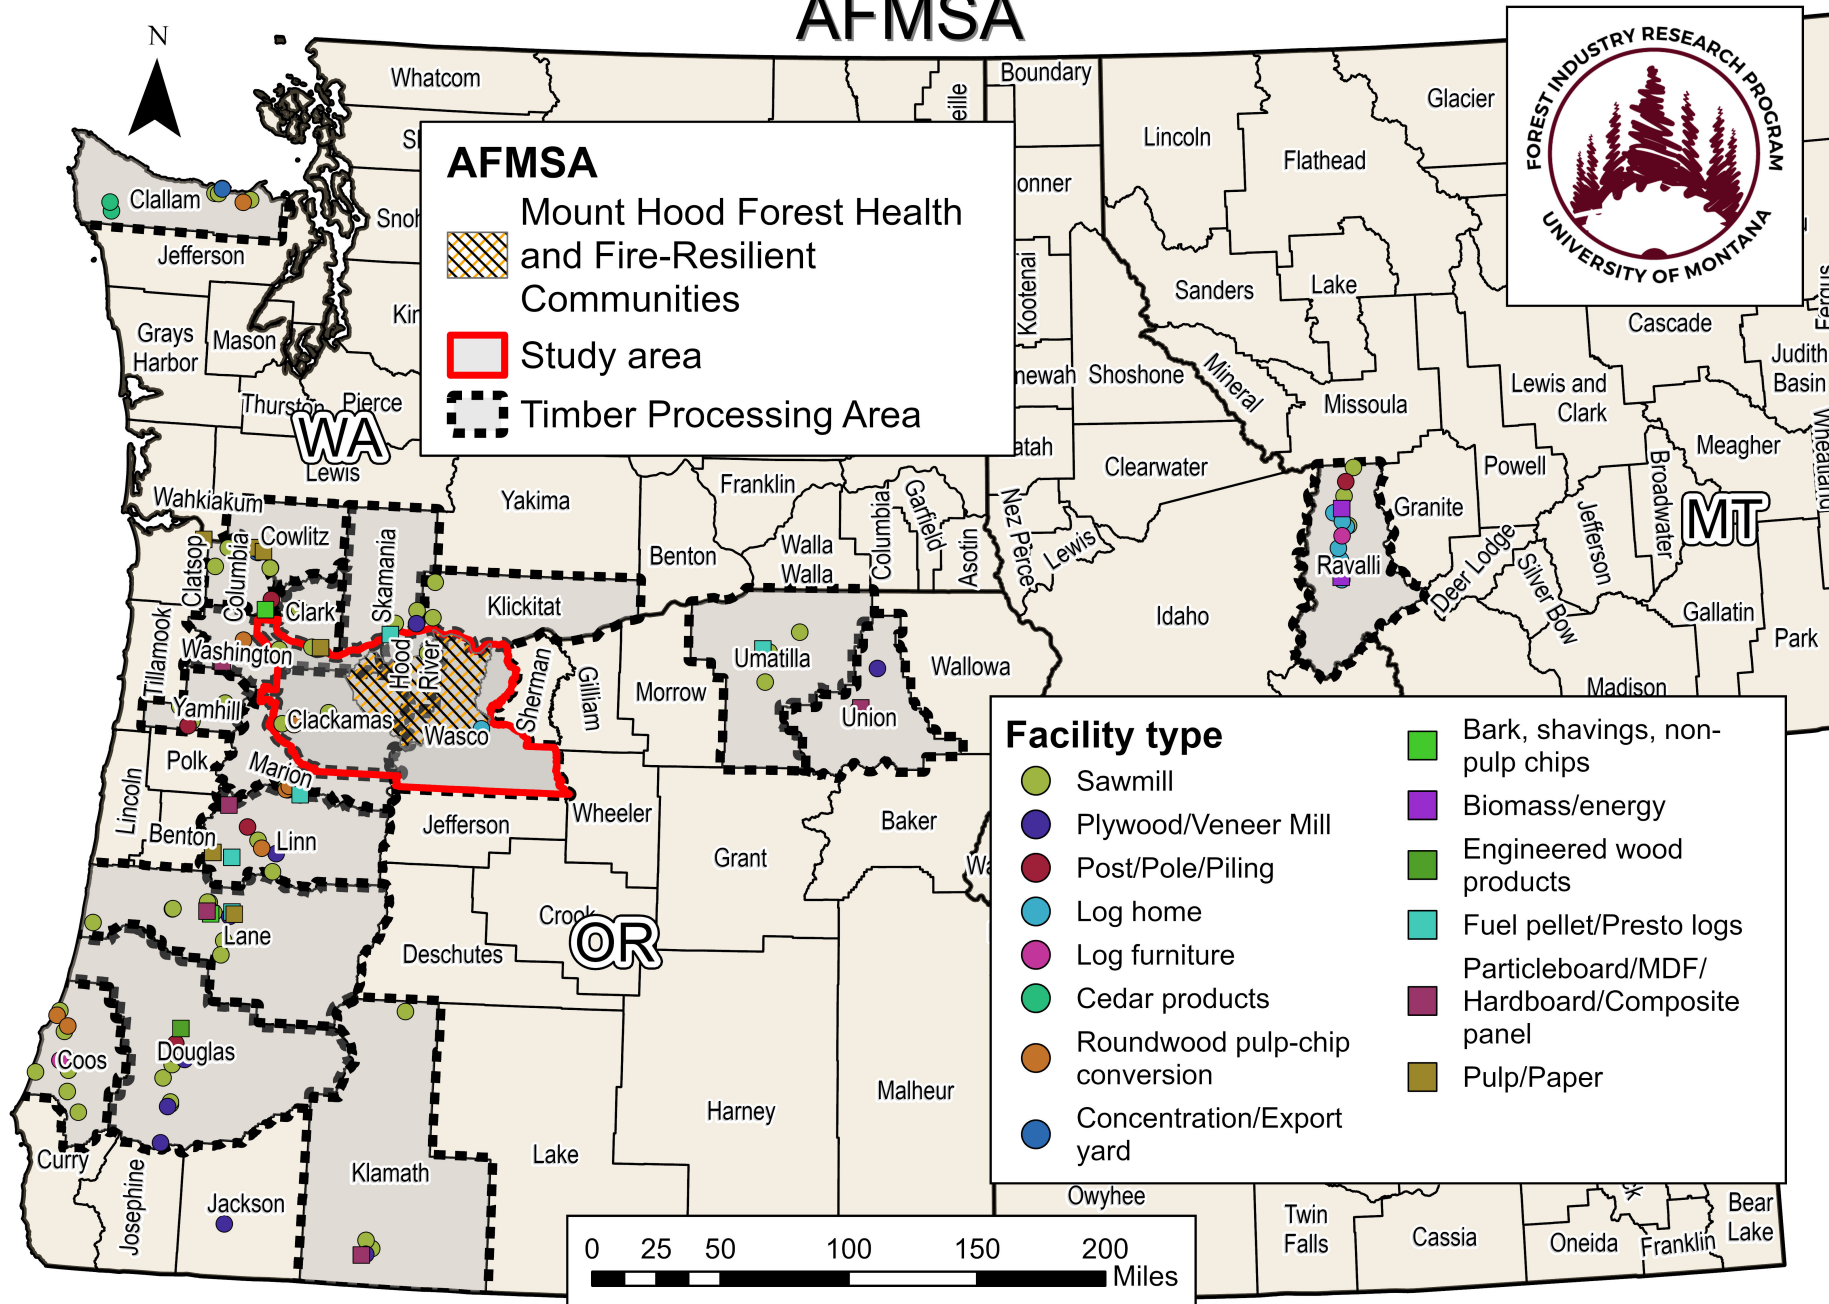 AFMSA
N
FOREST INDUSTRY RESEARCH PROGRAM
UNIVERSITY OF MONTANA
AFMSA
Mount Hood Forest Health
and Fire-Resilient
Communities
Study area
Timber Processing Area
Whatcom
Clallam
Jefferson
Grays
Harbor
Mason
Thurston
Pierce
WA
Lewis
Wahkiakum
Cowlitz
Skamania
Yakima
Klickitat
Clark
Benton
Franklin
Walla
Walla
Columbia
Garfield
Asotin
Boundary
Kootenai
Shoshone
Clearwater
Nez Perce
Lewis
Idaho
Lincoln
Flathead
Glacier
Sanders
Lake
Mineral
Missoula
Cascade
Judith
Basin
Fergus
Lewis and
Clark
Powell
Granite
Ravalli
Deer Lodge
Silver Bow
Jefferson
Broadwater
Meagher
Wheatland
MT
Gallatin
Park
Madison
Clatsop
Columbia
Tillamook
Washington
Yamhill
Clackamas
Hood
River
Wasco
Sherman
Gilliam
Morrow
Umatilla
Union
Wallowa
Polk
Marion
Lincoln
Benton
Linn
Jefferson
Wheeler
Grant
Baker
Lane
Crook
Deschutes
OR
Coos
Douglas
Curry
Josephine
Jackson
Klamath
Lake
Harney
Malheur
Owyhee
Twin
Falls
Cassia
Oneida
Franklin
Bear
Lake
Facility type
Sawmill
Plywood/Veneer Mill
Post/Pole/Piling
Log home
Log furniture
Cedar products
Roundwood pulp-chip
conversion
Concentration/Export
yard
Bark, shavings, non-
pulp chips
Biomass/energy
Engineered wood
products
Fuel pellet/Presto logs
Particleboard/MDF/
Hardboard/Composite
panel
Pulp/Paper
0 25 50 100 150 200
Miles